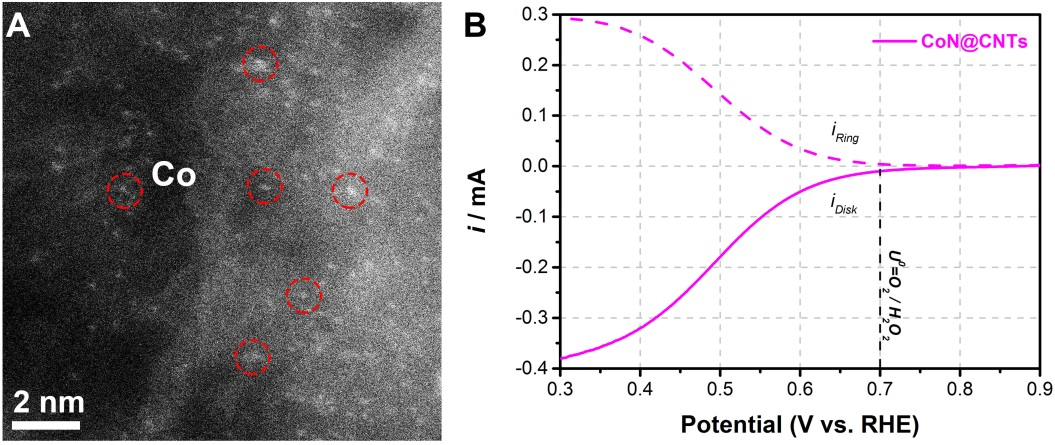 A
Co
2 nm
B
i / mA
0.3
0.2
0.1
0.0
-0.1
-0.2
-0.3
-0.4
CoN@CNTs
iRing
iDisk
U⁰=O₂/H₂O₂
0.3 0.4 0.5 0.6 0.7 0.8 0.9
Potential (V vs. RHE)